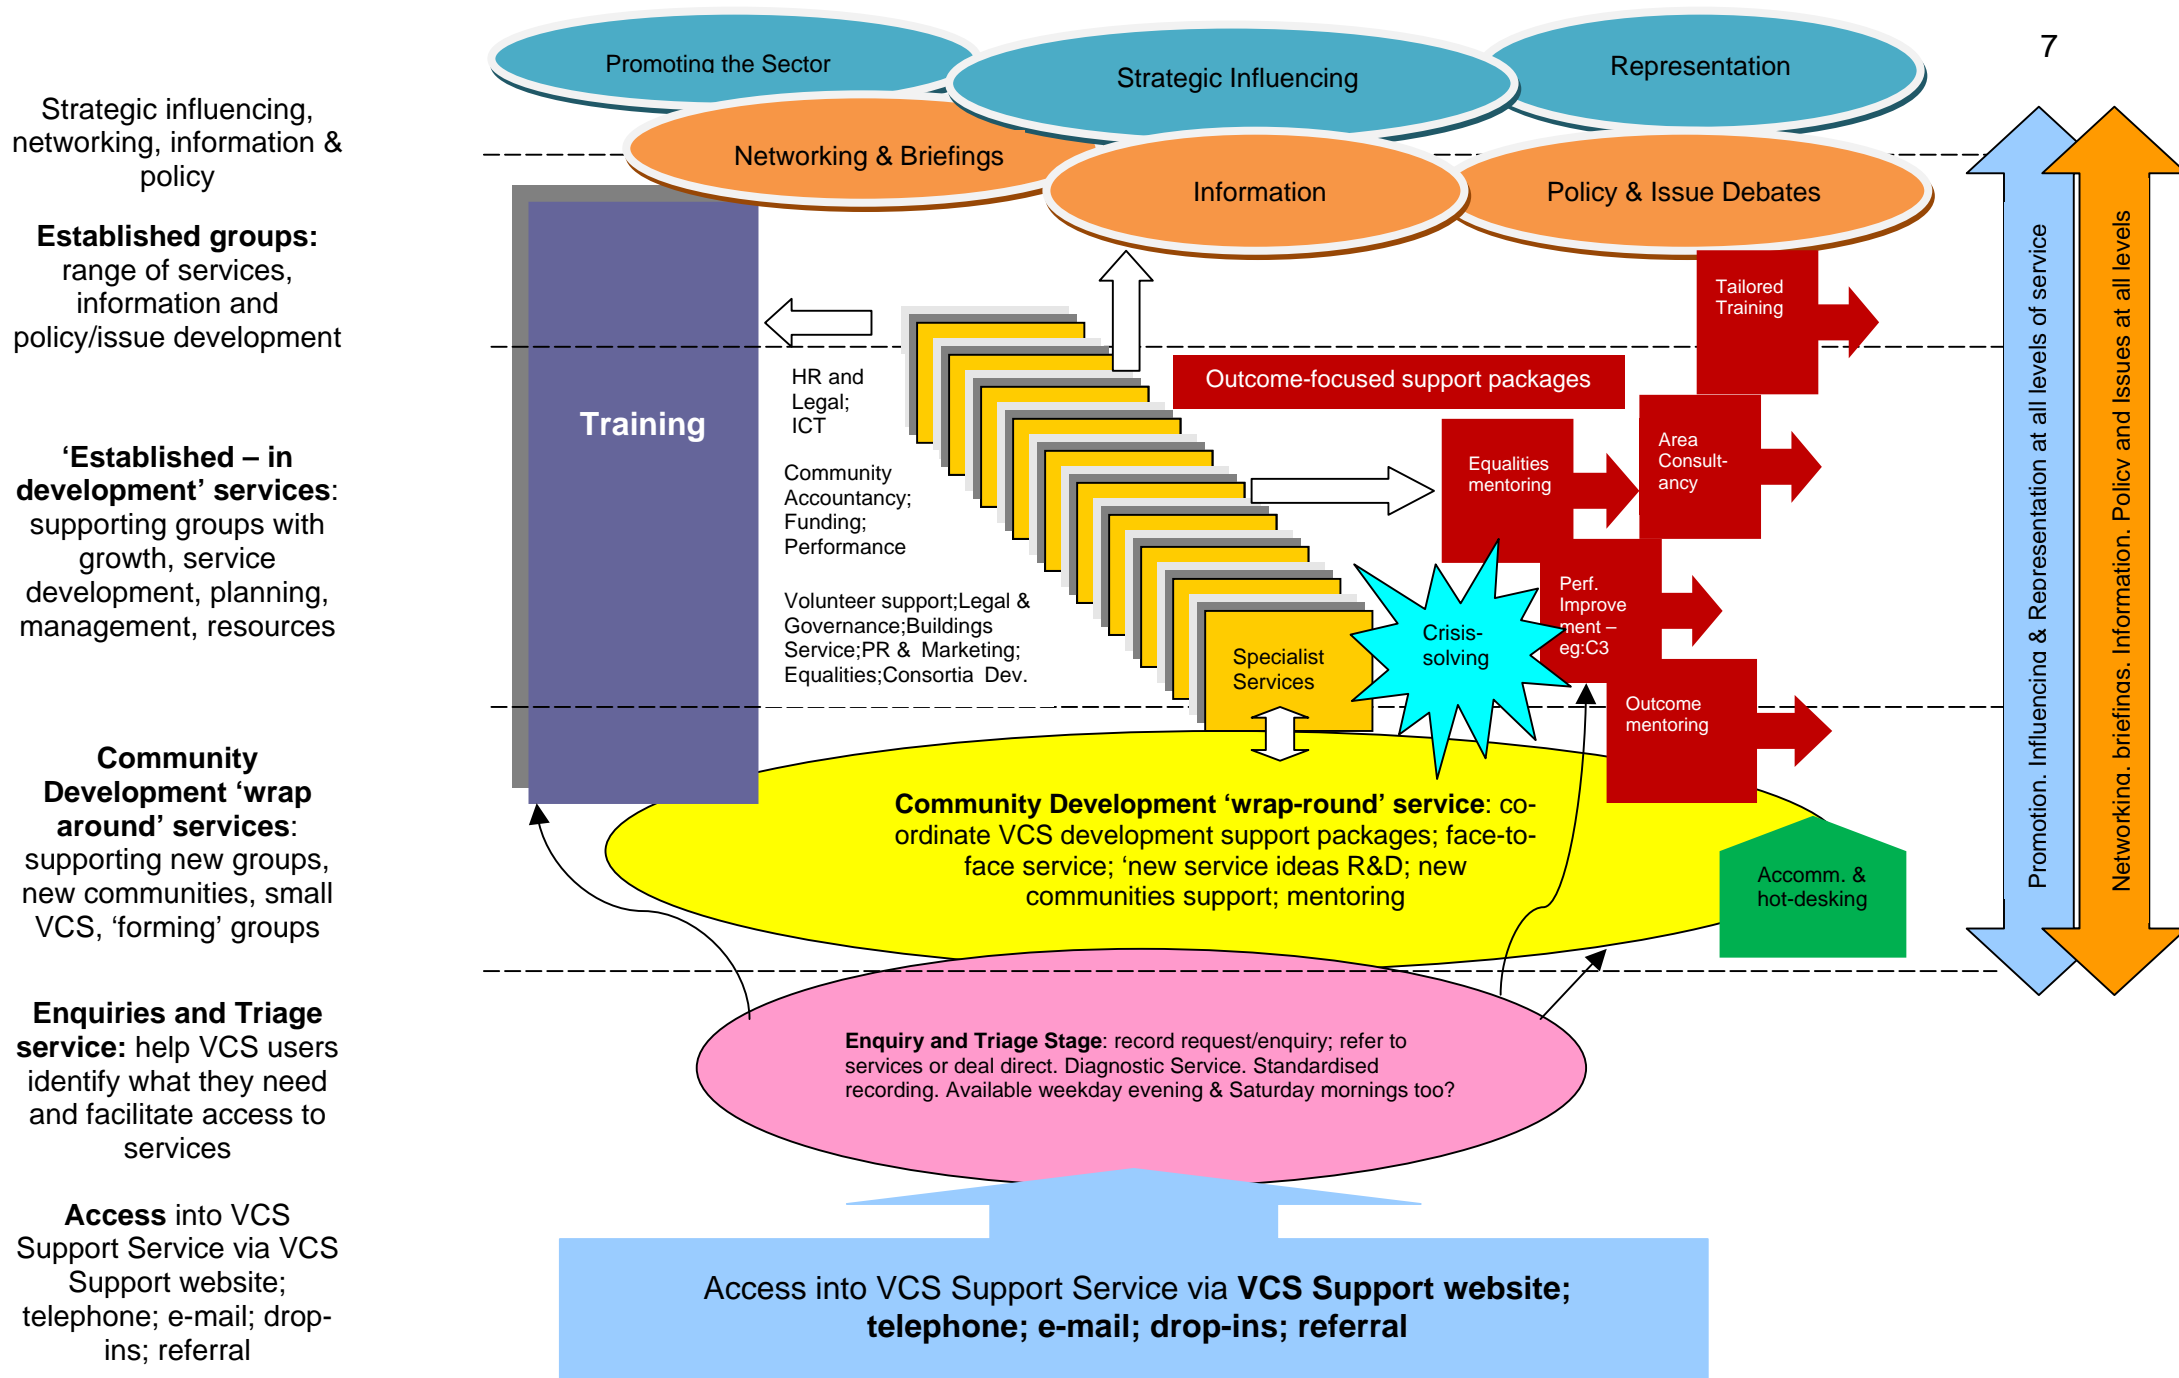 7
Promoting the Sector
Strategic Influencing
Representation
Networking & Briefings
Information
Policy & Issue Debates
Strategic influencing,
networking, information &
policy
Established groups:
range of services,
information and
policy/issue development
‘Established – in
development’ services:
supporting groups with
growth, service
development, planning,
management, resources
Community
Development ‘wrap
around’ services:
supporting new groups,
new communities, small
VCS, ‘forming’ groups
Enquiries and Triage
service: help VCS users
identify what they need
and facilitate access to
services
Access into VCS
Support Service via VCS
Support website;
telephone; e-mail; drop-
ins; referral
Training
HR and
Legal;
ICT
Community
Accountancy;
Funding;
Performance
Volunteer support;Legal &
Governance;Buildings
Service;PR & Marketing;
Equalities;Consortia Dev.
Specialist
Services
Outcome-focused support packages
Tailored
Training
Equalities
mentoring
Area
Consult-
ancy
Crisis-
solving
Perf.
Improve
ment –
eg:C3
Outcome
mentoring
Community Development ‘wrap-round’ service: co-
ordinate VCS development support packages; face-to-
face service; ‘new service ideas R&D; new
communities support; mentoring
Accomm. &
hot-desking
Enquiry and Triage Stage: record request/enquiry; refer to
services or deal direct. Diagnostic Service. Standardised
recording. Available weekday evening & Saturday mornings too?
Access into VCS Support Service via VCS Support website;
telephone; e-mail; drop-ins; referral
Promotion, Influencing & Representation at all levels of service
Networking, briefings, Information, Policy and Issues at all levels